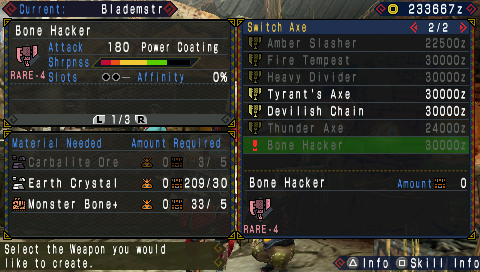 Current: Blademstr
233667z
Bone Hacker
Attack 180 Power Coating
Shrpnss
RARE-4
Slots Affinity 0%
L 1/3 R
Material Needed Amount Required
Carbalite Ore 0 3/ 5
Earth Crystal 0 209/30
Monster Bone+ 0 33/ 5
Select the Weapon you would
like to create.
Switch Axe 2/2
Amber Slasher 22500z
Fire Tempest 30000z
Heavy Divider 30000z
Tyrant's Axe 30000z
Devilish Chain 30000z
Thunder Axe 24000z
Bone Hacker 30000z
Bone Hacker Amount 0
RARE-4
Info Skill Info